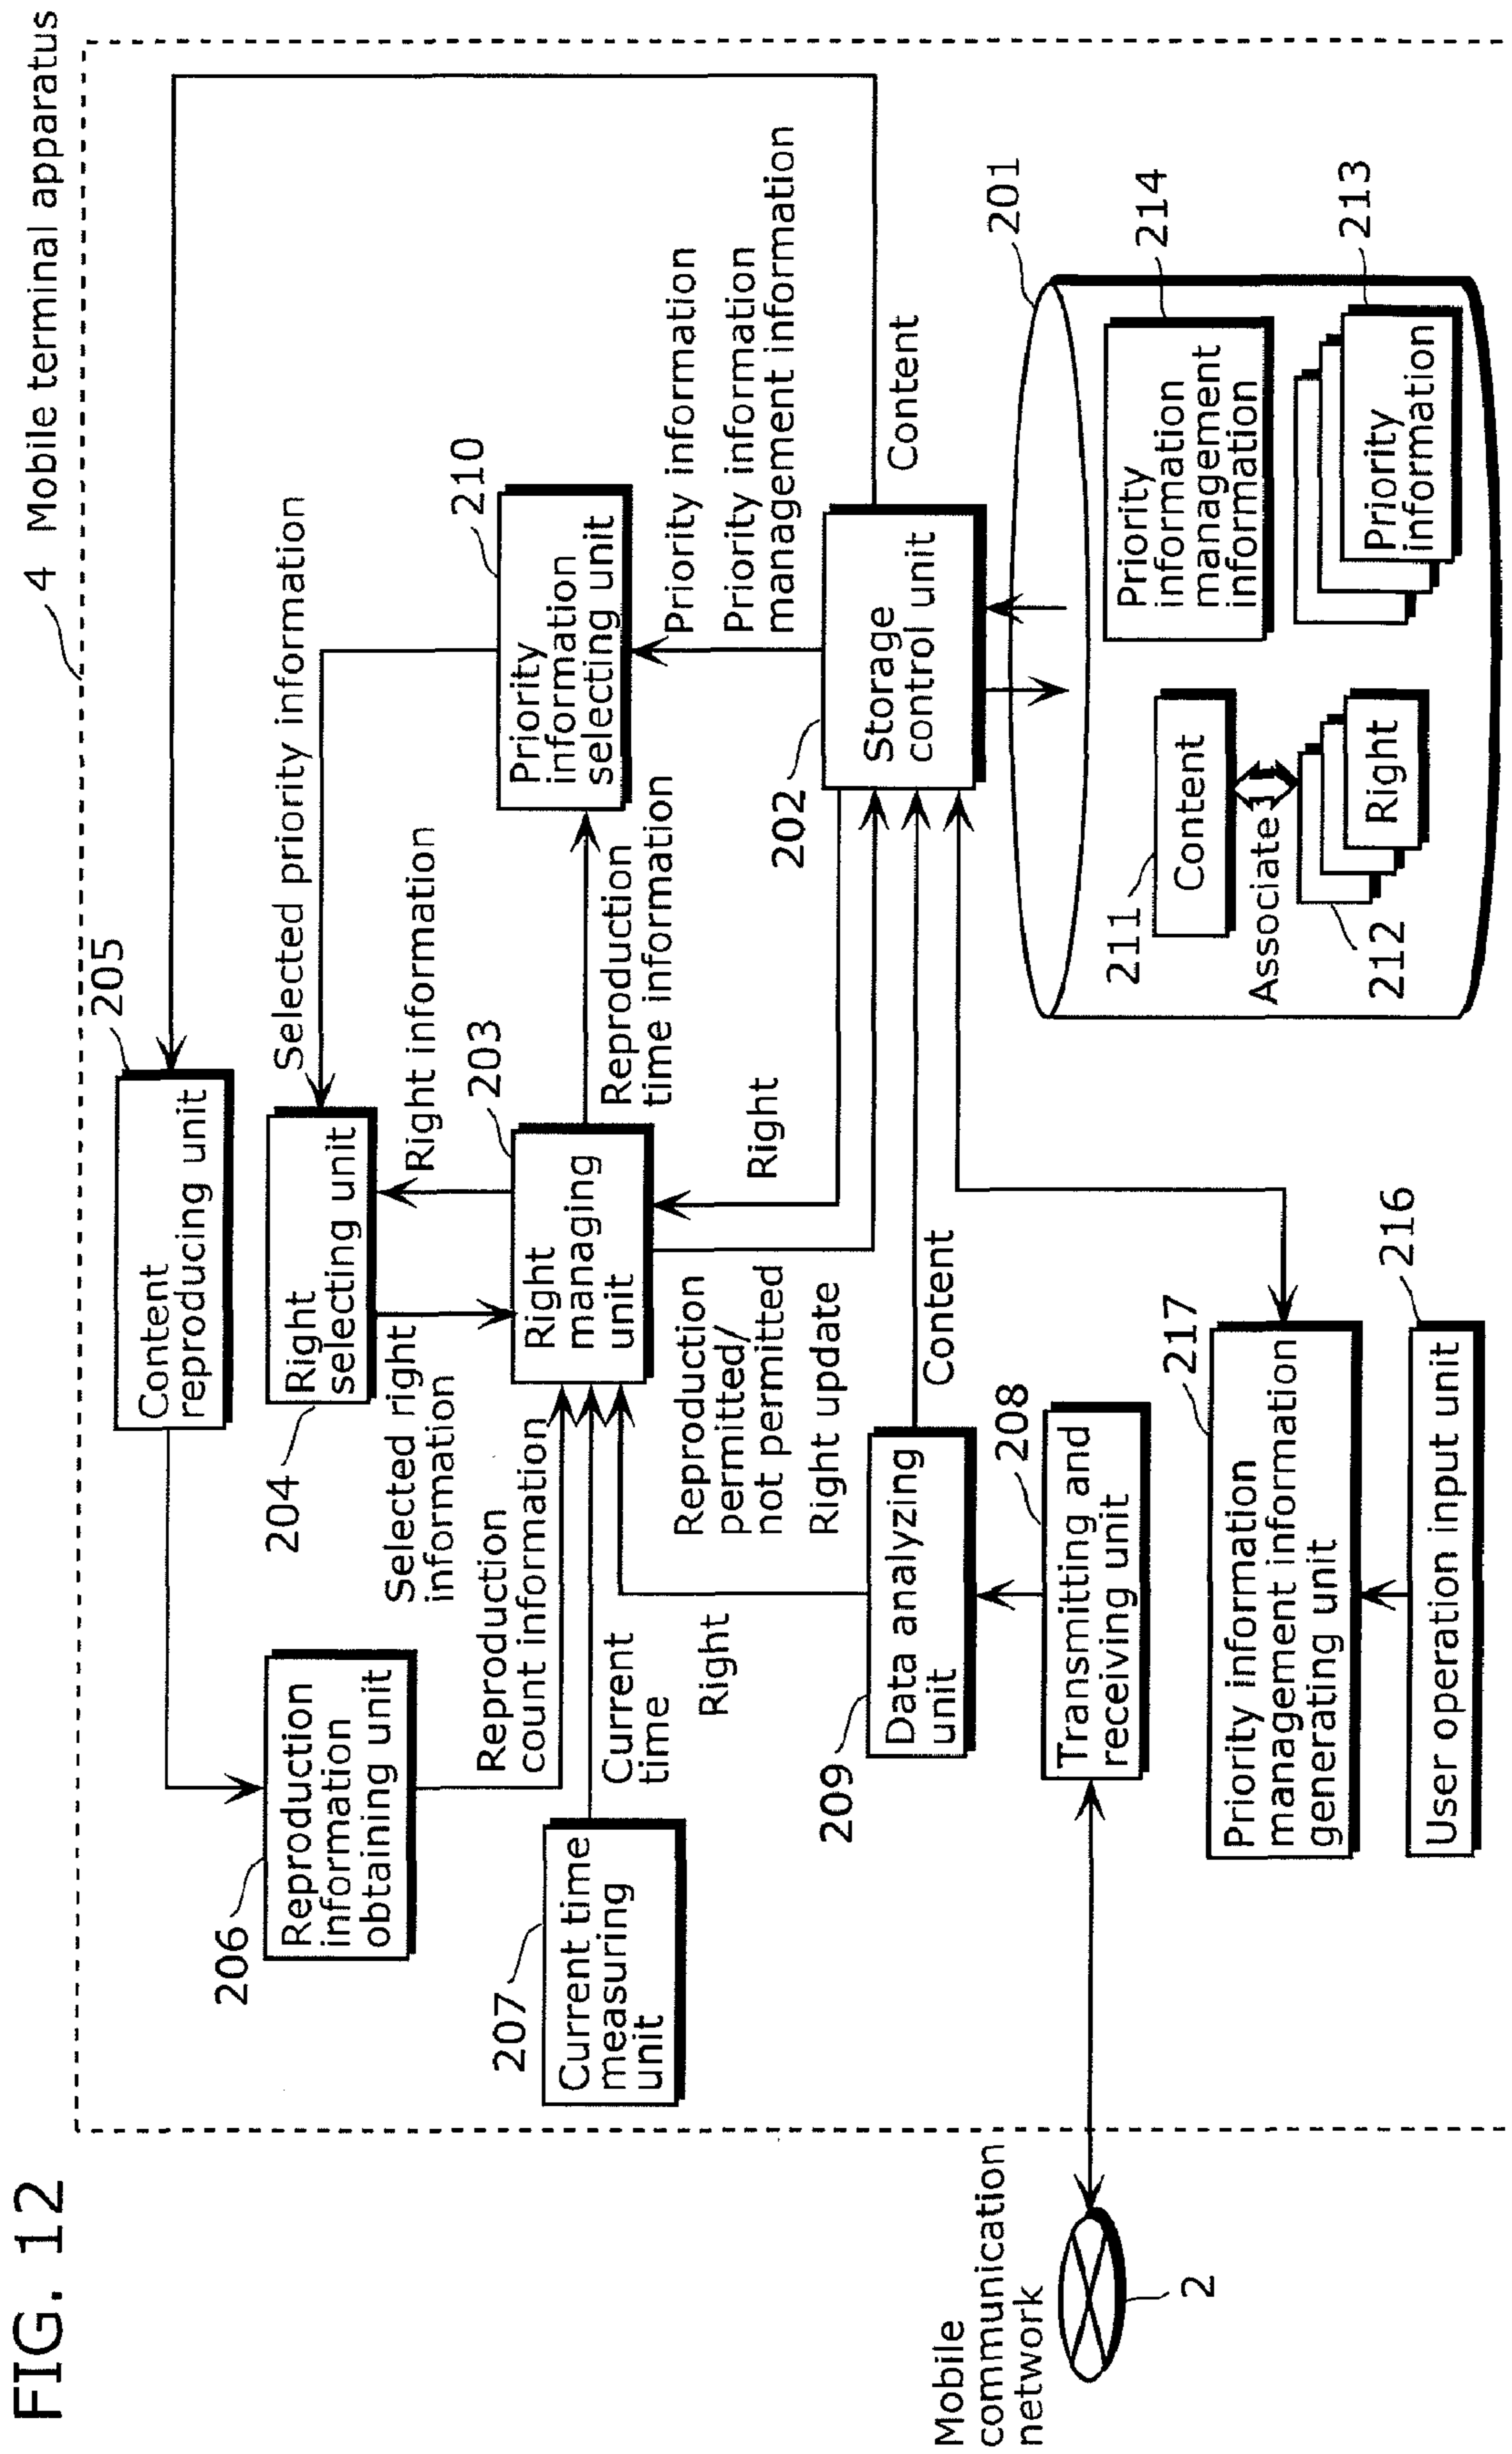 FIG. 12
4 Mobile terminal apparatus
205
Content
reproducing unit
Selected priority information
206
Reproduction
information
obtaining unit
204
Right
selecting unit
Right information
210
Priority
information
selecting unit
Selected right
information
203
Right
managing
unit
Reproduction
count information
207
Current time
measuring
unit
Current
time
Reproduction
time information
Priority information
Priority information
management information
Right
Reproduction
permitted/
not permitted
Right update
Right
202
Storage
control unit
Content
209
Data analyzing
unit
Content
Mobile
communication
network
2
208
Transmitting and
receiving unit
201
211
Content
214
Priority
information
management
information
217
Priority information
management information
generating unit
Associate
212
Right
213
Priority
information
216
User operation input unit